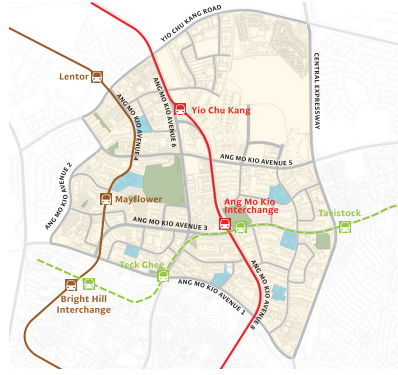 YIO CHU KANG ROAD
CENTRAL EXPRESSWAY
Lentor
ANG MO KIO AVENUE 4
ANG MO KIO AVENUE 6
Yio Chu Kang
ANG MO KIO AVENUE 5
ANG MO KIO AVENUE 2
Mayflower
Ang Mo Kio
Interchange
Tavistock
ANG MO KIO AVENUE 3
Teck Ghee
ANG MO KIO AVENUE 8
ANG MO KIO AVENUE 1
Bright Hill
Interchange